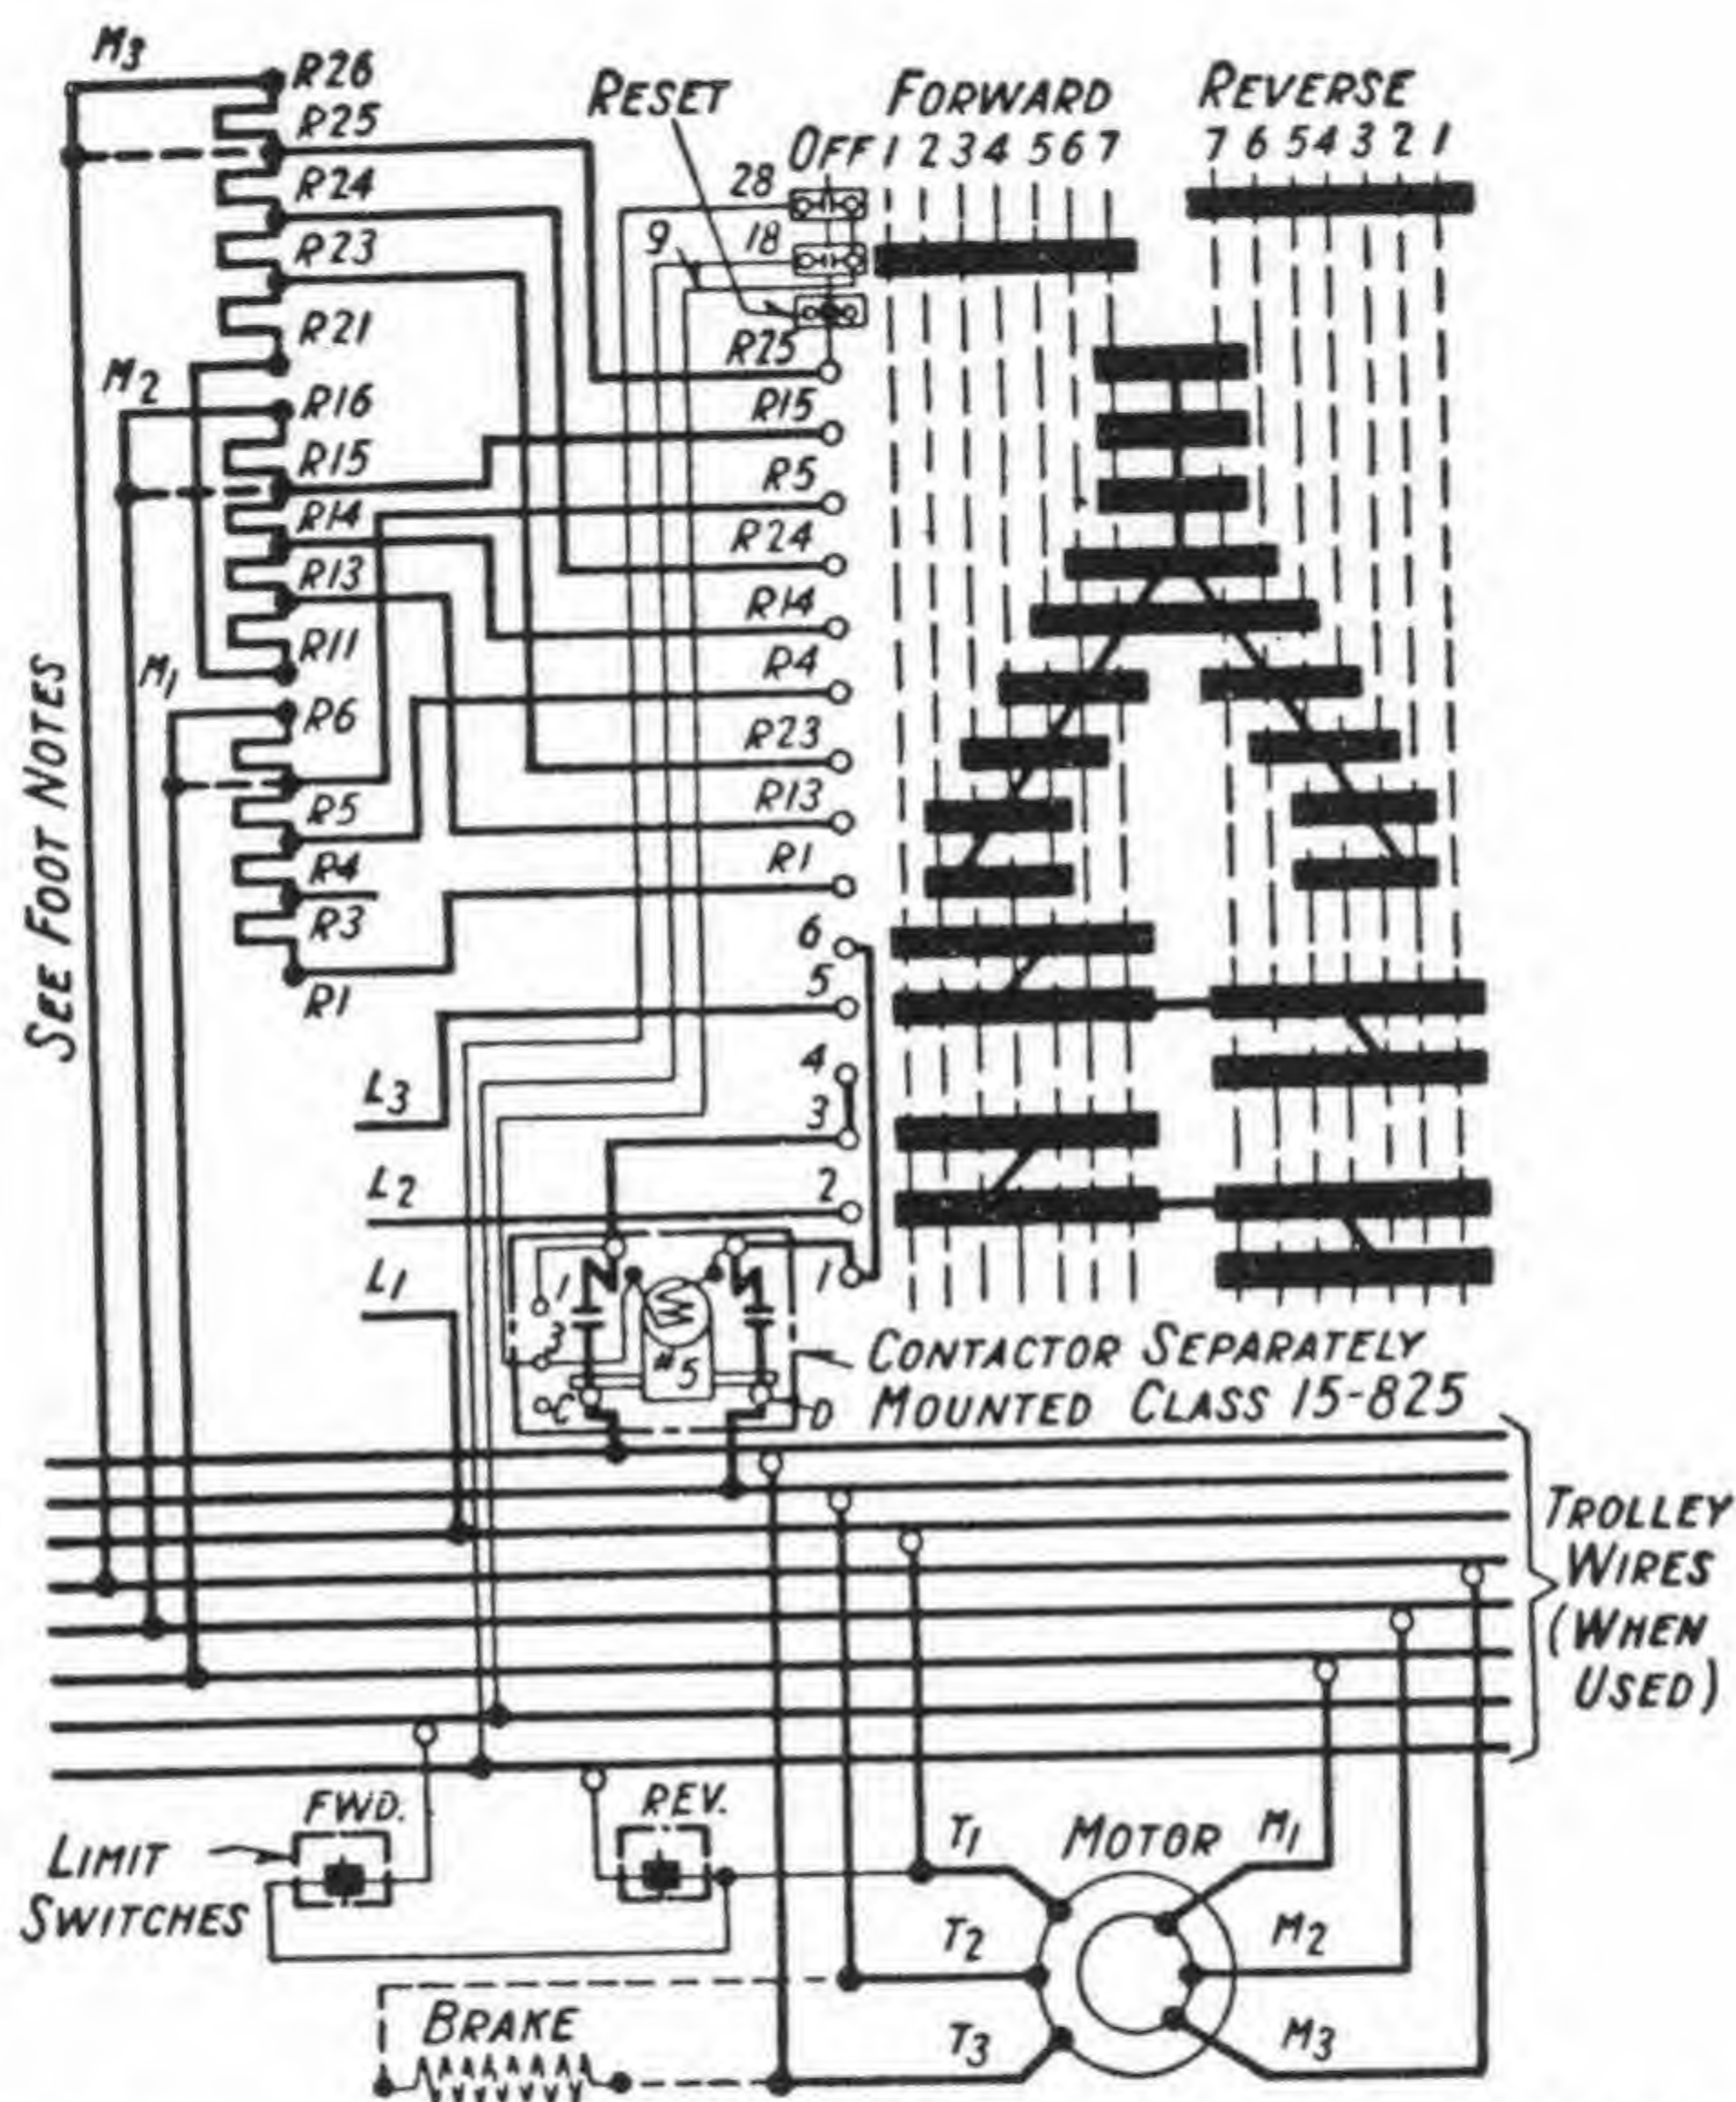 M3
R26
R25
R24
R23
R21
M2
R16
R15
R14
R13
R11
M1
R6
R5
R4
R3
R1
SEE FOOT NOTES
RESET
FORWARD
REVERSE
OFF 1 2 3 4 5 6 7
7 6 5 4 3 2 1
28
9
18
R25
R15
R5
R24
R14
R4
R23
R13
R1
6
5
4
3
2
1
L3
L2
L1
1
3
C
#5
D
CONTACTOR SEPARATELY
MOUNTED CLASS 15-825
TROLLEY
WIRES
(WHEN
USED)
FWD.
REV.
LIMIT
SWITCHES
T1
MOTOR
M1
T2
M2
BRAKE
T3
M3